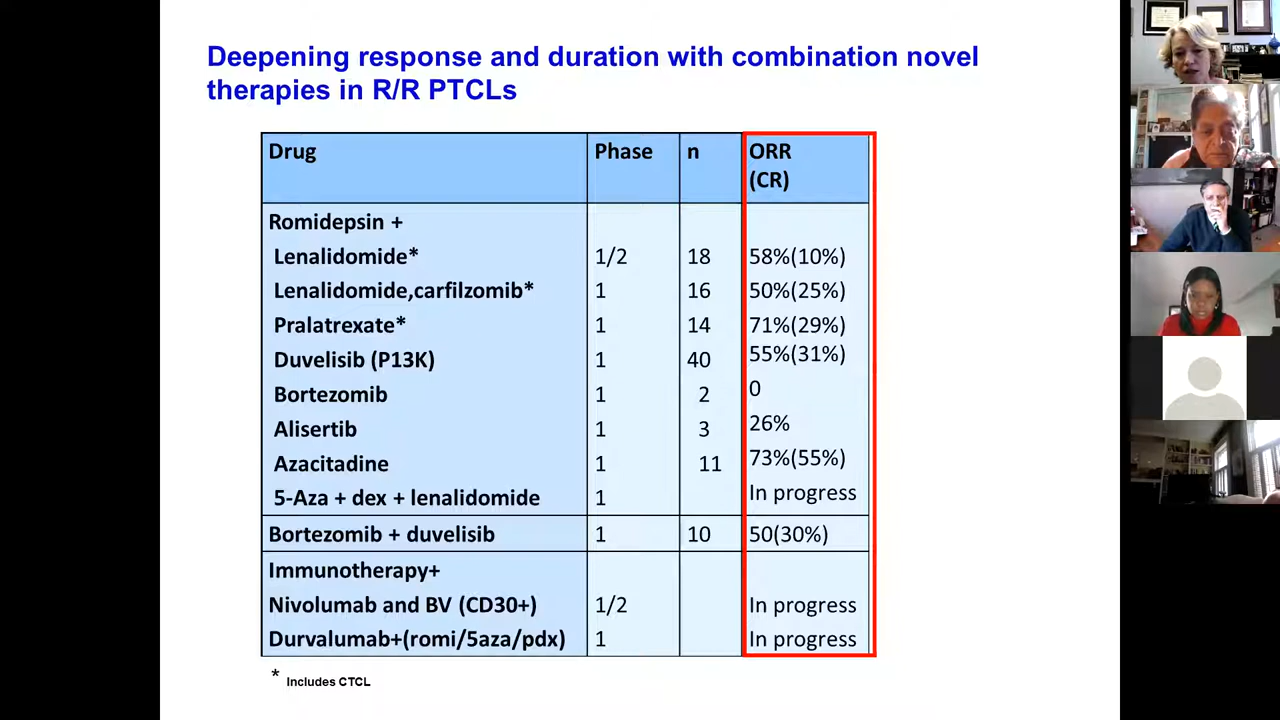 Deepening response and duration with combination novel
therapies in R/R PTCLs
Drug Phase n ORR
(CR)
Romidepsin +
Lenalidomide* 1/2 18 58%(10%)
Lenalidomide,carfilzomib* 1 16 50%(25%)
Pralatrexate* 1 14 71%(29%)
Duvelisib (P13K) 1 40 55%(31%)
Bortezomib 1 2 0
Alisertib 1 3 26%
Azacitadine 1 11 73%(55%)
5-Aza + dex + lenalidomide 1 In progress
Bortezomib + duvelisib 1 10 50(30%)
Immunotherapy+
Nivolumab and BV (CD30+) 1/2 In progress
Durvalumab+(romi/5aza/pdx) 1 In progress
* Includes CTCL